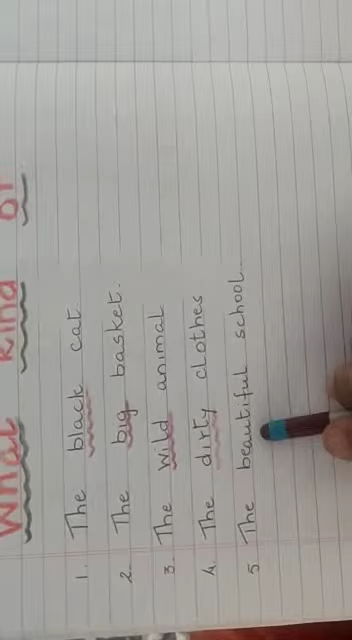 What kind of
1. The black cat.
2. The big basket.
3. The wild animal
4. The dirty clothes
5. The beautiful school.